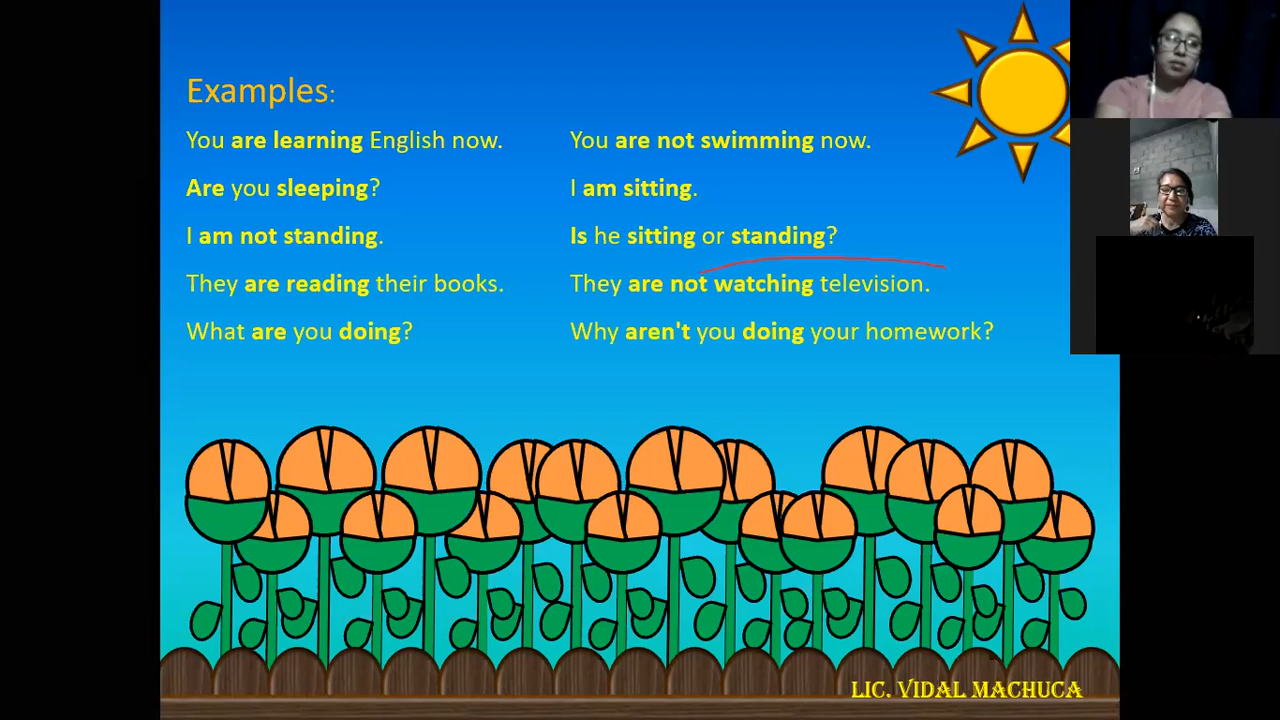 Examples:
You are learning English now.
Are you sleeping?
I am not standing.
They are reading their books.
What are you doing?
You are not swimming now.
I am sitting.
Is he sitting or standing?
They are not watching television.
Why aren't you doing your homework?
LIC. VIDAL MACHUCA